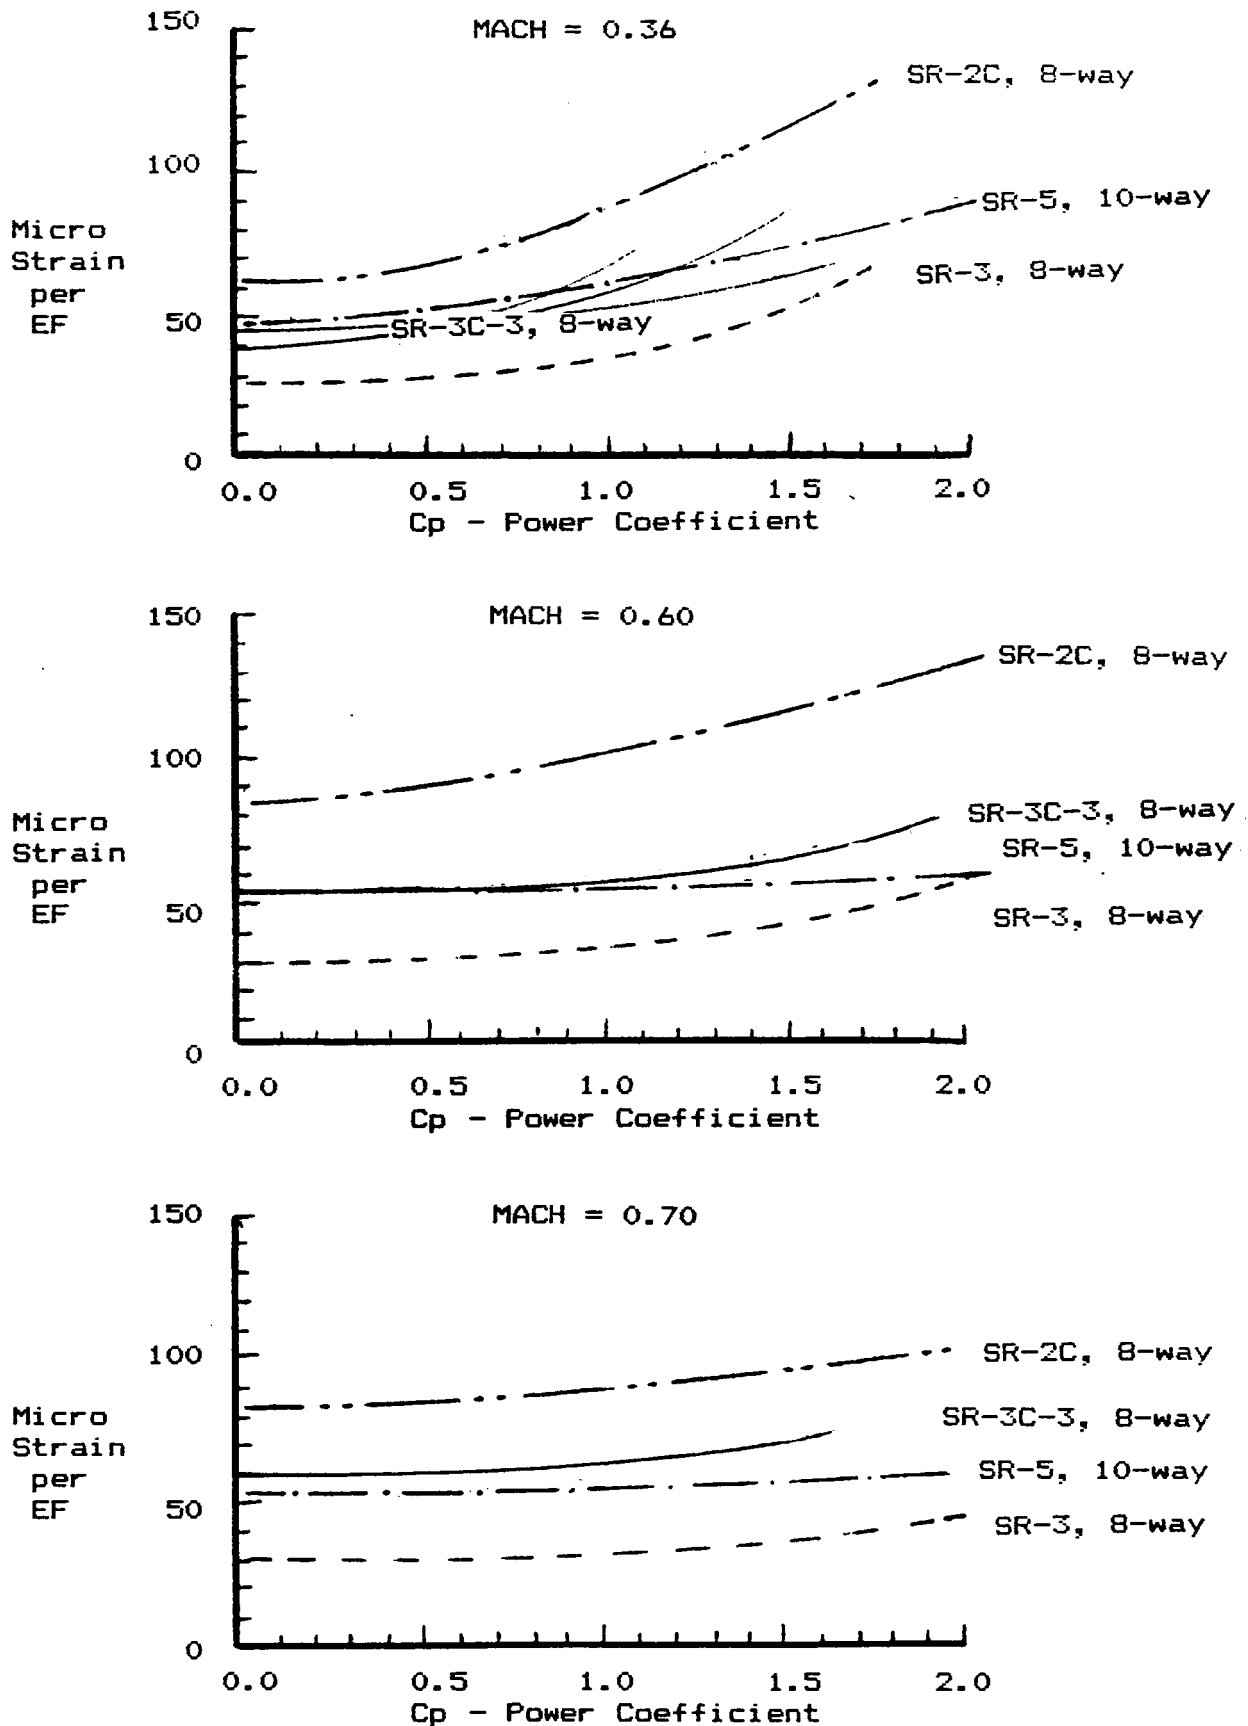 MACH = 0.36
150
100
50
0
Micro
Strain
per
EF
SR-2C, 8-way
SR-5, 10-way
SR-3, 8-way
SR-3C-3, 8-way
0.0 0.5 1.0 1.5 2.0
Cp - Power Coefficient
MACH = 0.60
150
100
50
0
Micro
Strain
per
EF
SR-2C, 8-way
SR-3C-3, 8-way
SR-5, 10-way
SR-3, 8-way
0.0 0.5 1.0 1.5 2.0
Cp - Power Coefficient
MACH = 0.70
150
100
50
0
Micro
Strain
per
EF
SR-2C, 8-way
SR-3C-3, 8-way
SR-5, 10-way
SR-3, 8-way
0.0 0.5 1.0 1.5 2.0
Cp - Power Coefficient